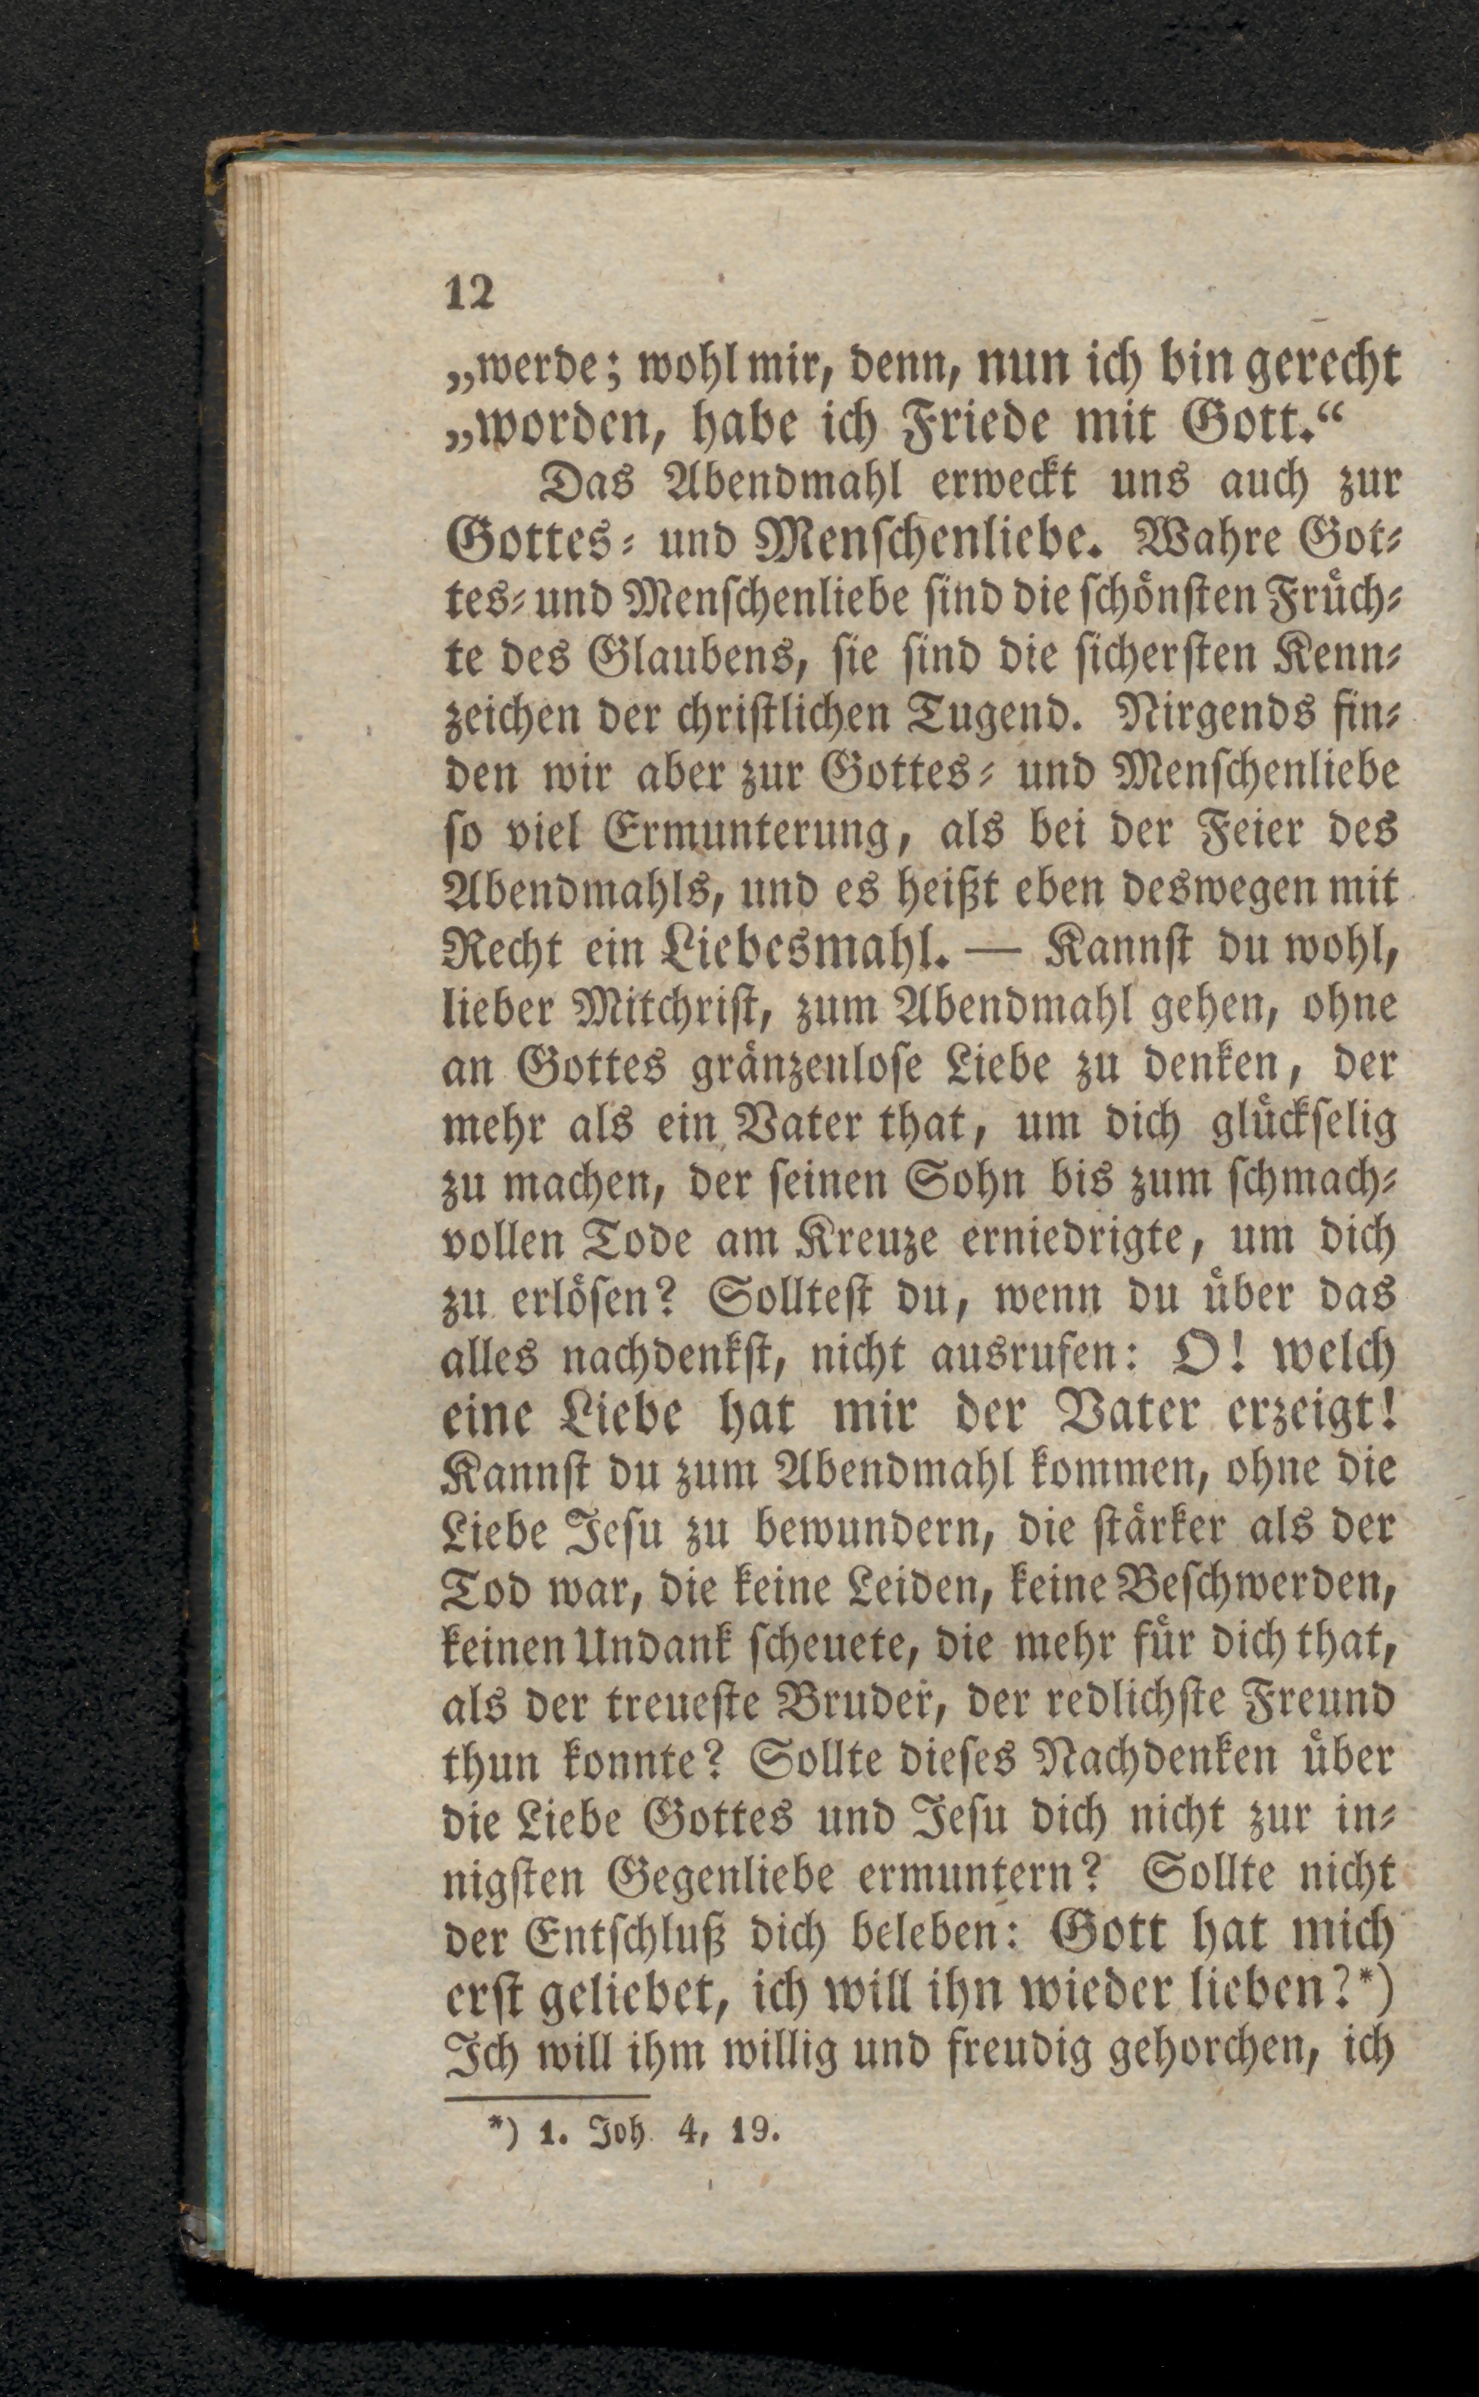 12
„werde; wohl mir, denn, nun ich bin gerecht
„worden, habe ich Friede mit Gott.“
Das Abendmahl erweckt uns auch zur
Gottes- und Menschenliebe. Wahre Got-
tes- und Menschenliebe sind die schönsten Früch-
te des Glaubens, sie sind die sichersten Kenn-
zeichen der christlichen Tugend. Nirgends fin-
den wir aber zur Gottes- und Menschenliebe
so viel Ermunterung, als bei der Feier des
Abendmahls, und es heißt eben deswegen mit
Recht ein Liebesmahl. — Kannst du wohl,
lieber Mitchrist, zum Abendmahl gehen, ohne
an Gottes gränzenlose Liebe zu denken, der
mehr als ein Vater that, um dich glückselig
zu machen, der seinen Sohn bis zum schmach-
vollen Tode am Kreuze erniedrigte, um dich
zu erlösen? Solltest du, wenn du über das
alles nachdenkst, nicht ausrufen: O! welch
eine Liebe hat mir der Vater erzeigt!
Kannst du zum Abendmahl kommen, ohne die
Liebe Jesu zu bewundern, die stärker als der
Tod war, die keine Leiden, keine Beschwerden,
keinen Undank scheuete, die mehr für dich that,
als der treueste Bruder, der redlichste Freund
thun konnte? Sollte dieses Nachdenken über
die Liebe Gottes und Jesu dich nicht zur in-
nigsten Gegenliebe ermuntern? Sollte nicht
der Entschluß dich beleben: Gott hat mich
erst geliebet, ich will ihn wieder lieben?*)
Ich will ihm willig und freudig gehorchen, ich
*) 1. Joh. 4, 19.